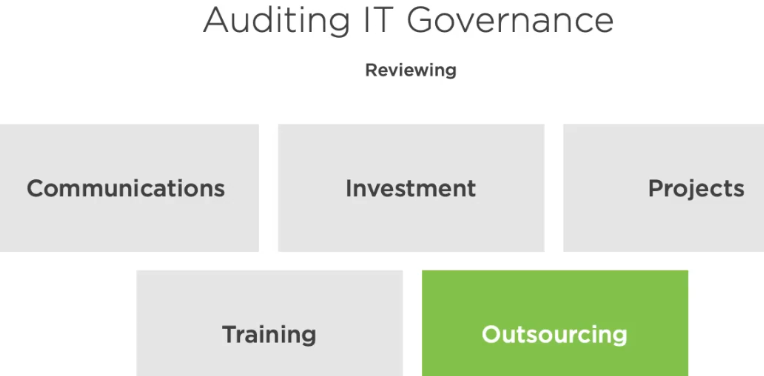 Auditing IT Governance
Reviewing
Communications
Investment
Projects
Training
Outsourcing